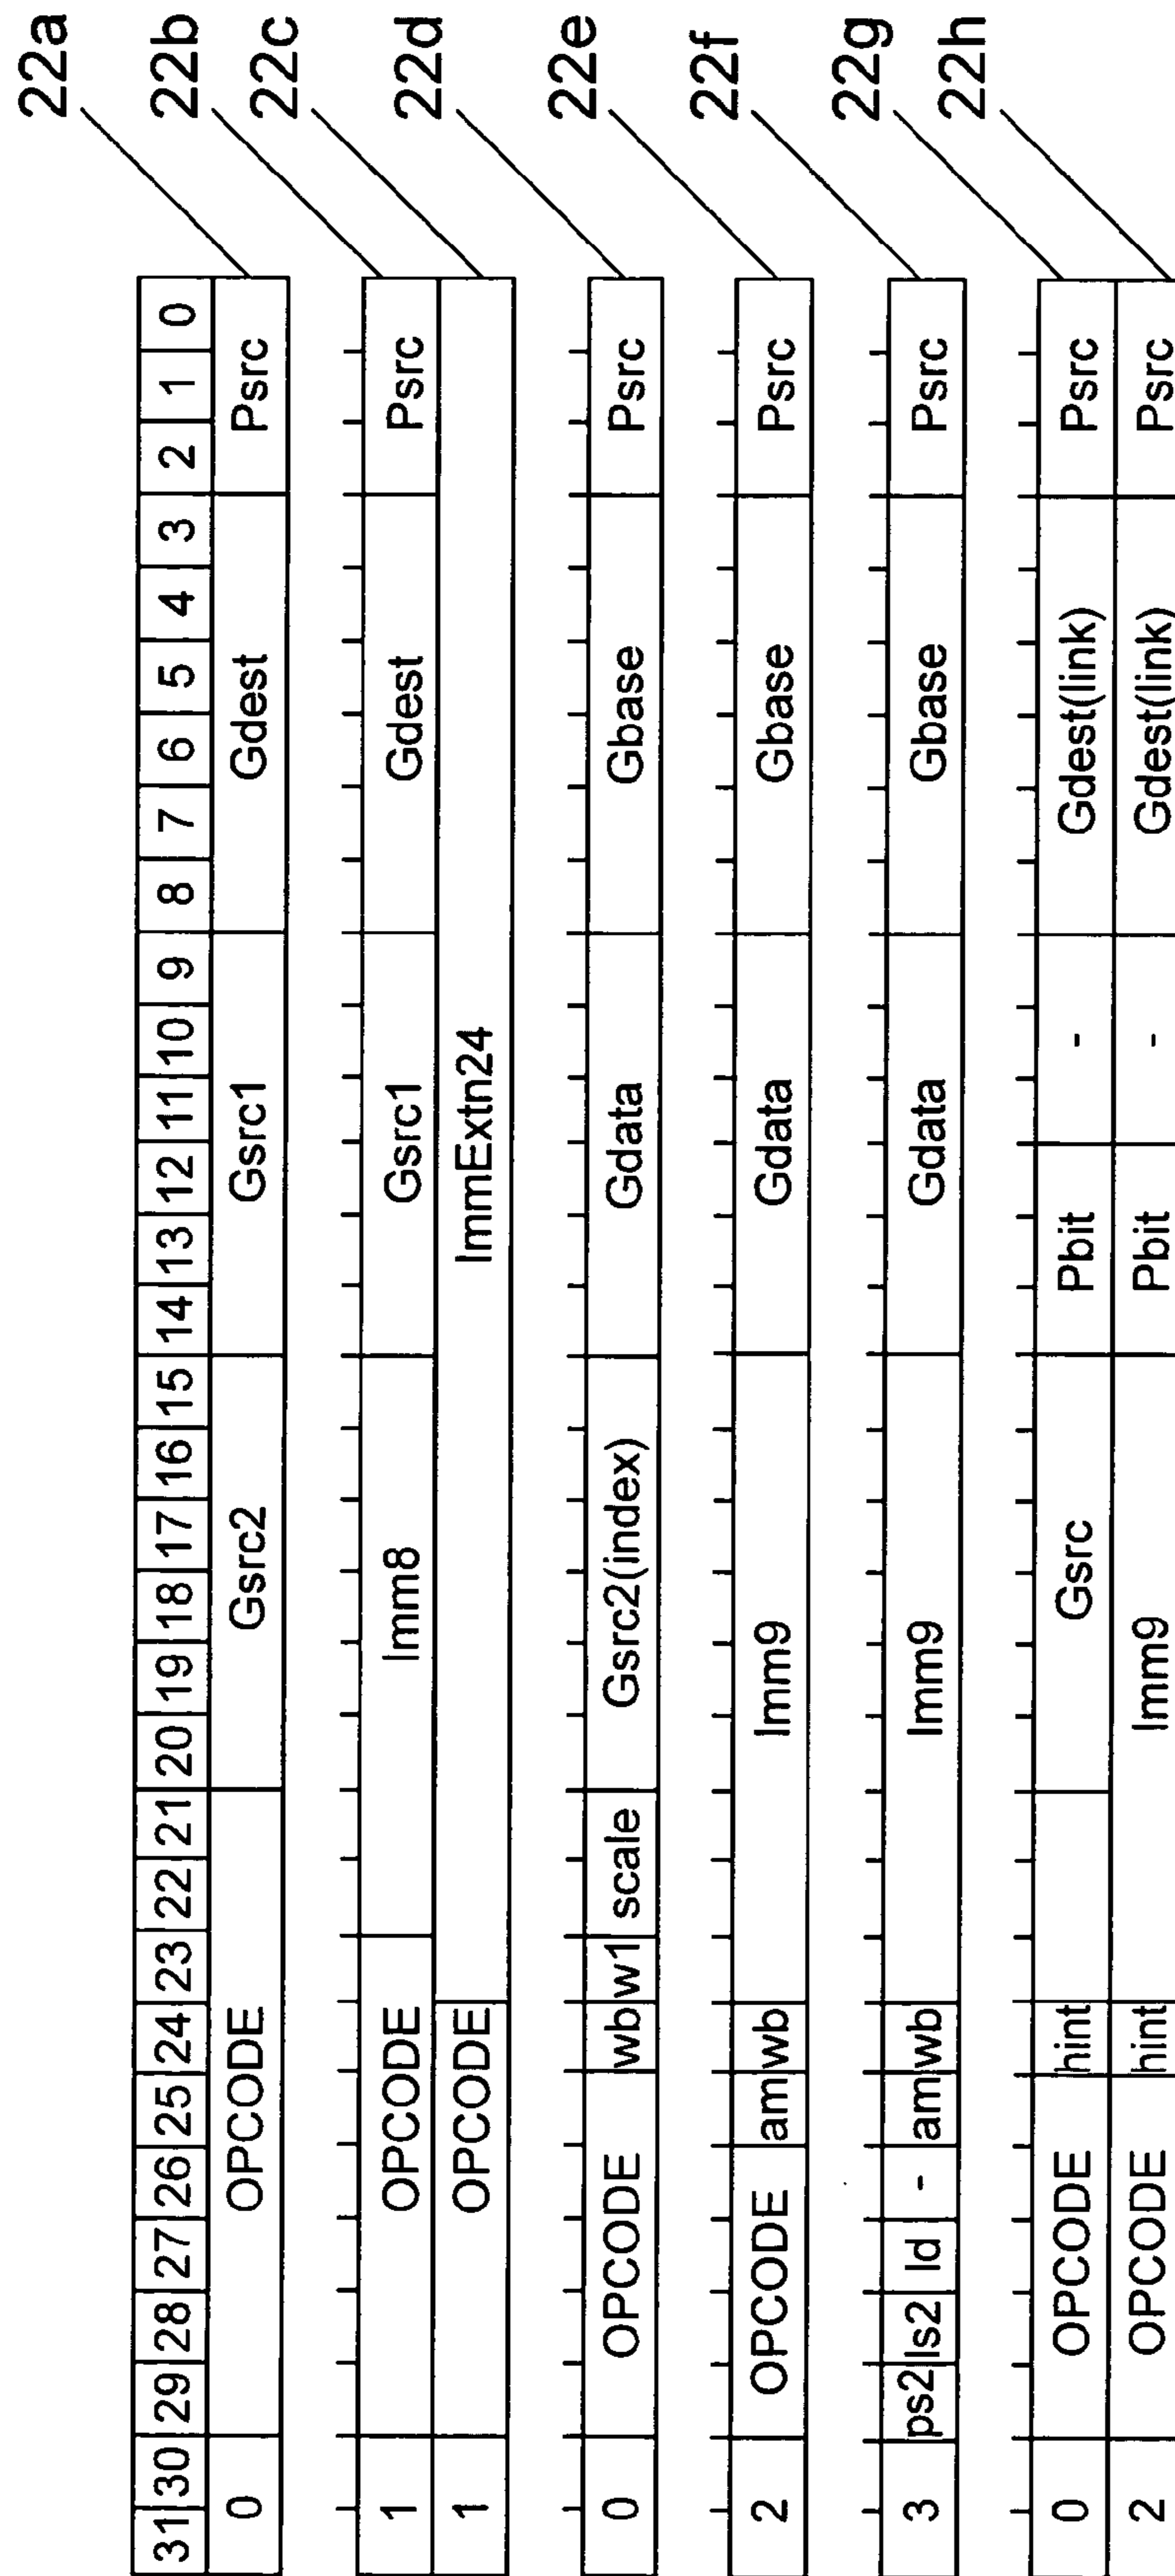 22a
22b
22c
22d
22e
22f
22g
22h
31 30 29 28 27 26 25 24 23 22 21 20 19 18 17 16 15 14 13 12 11 10 9 8 7 6 5 4 3 2 1 0
0 OPCODE Gsrc2 Gsrc1 Gdest Psrc
1 OPCODE Imm8 Gsrc1 Gdest Psrc
1 OPCODE ImmExtn24
0 OPCODE wb w1 scale Gsrc2(index) Gdata Gbase Psrc
2 OPCODE am wb Imm9 Gdata Gbase Psrc
3 ps2 ls2 ld - am wb Imm9 Gdata Gbase Psrc
0 OPCODE hint Gsrc Pbit - Gdest(link) Psrc
2 OPCODE hint Imm9 Pbit - Gdest(link) Psrc